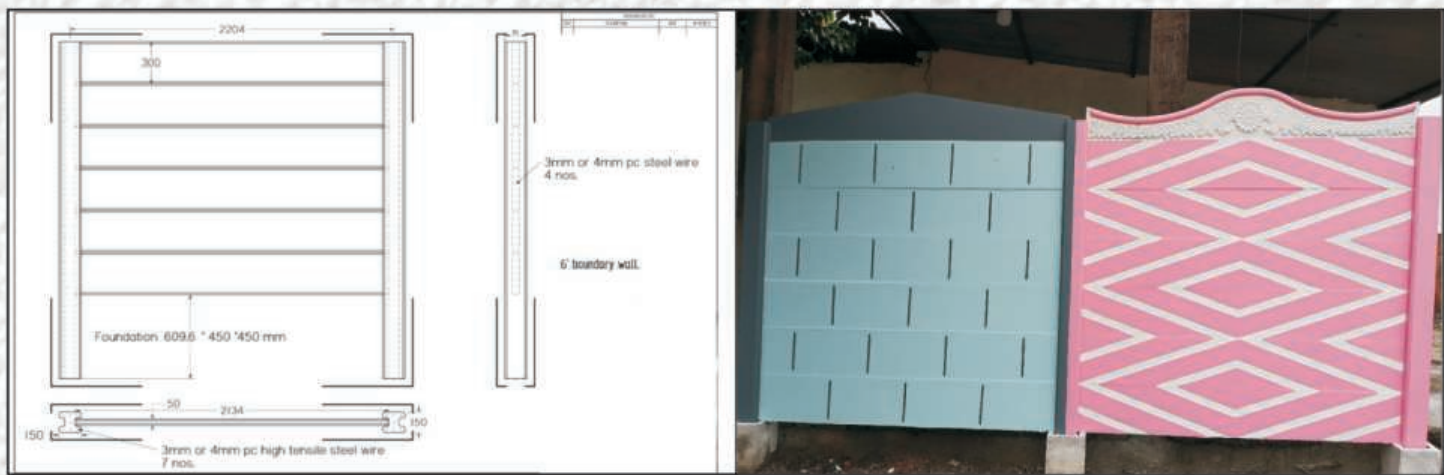 2204
300
3mm or 4mm pc steel wire
4 nos.
6' boundary wall.
Foundation 609.6 * 450 *450 mm
50
2134
150
150
3mm or 4mm pc high tensile steel wire
7 nos.